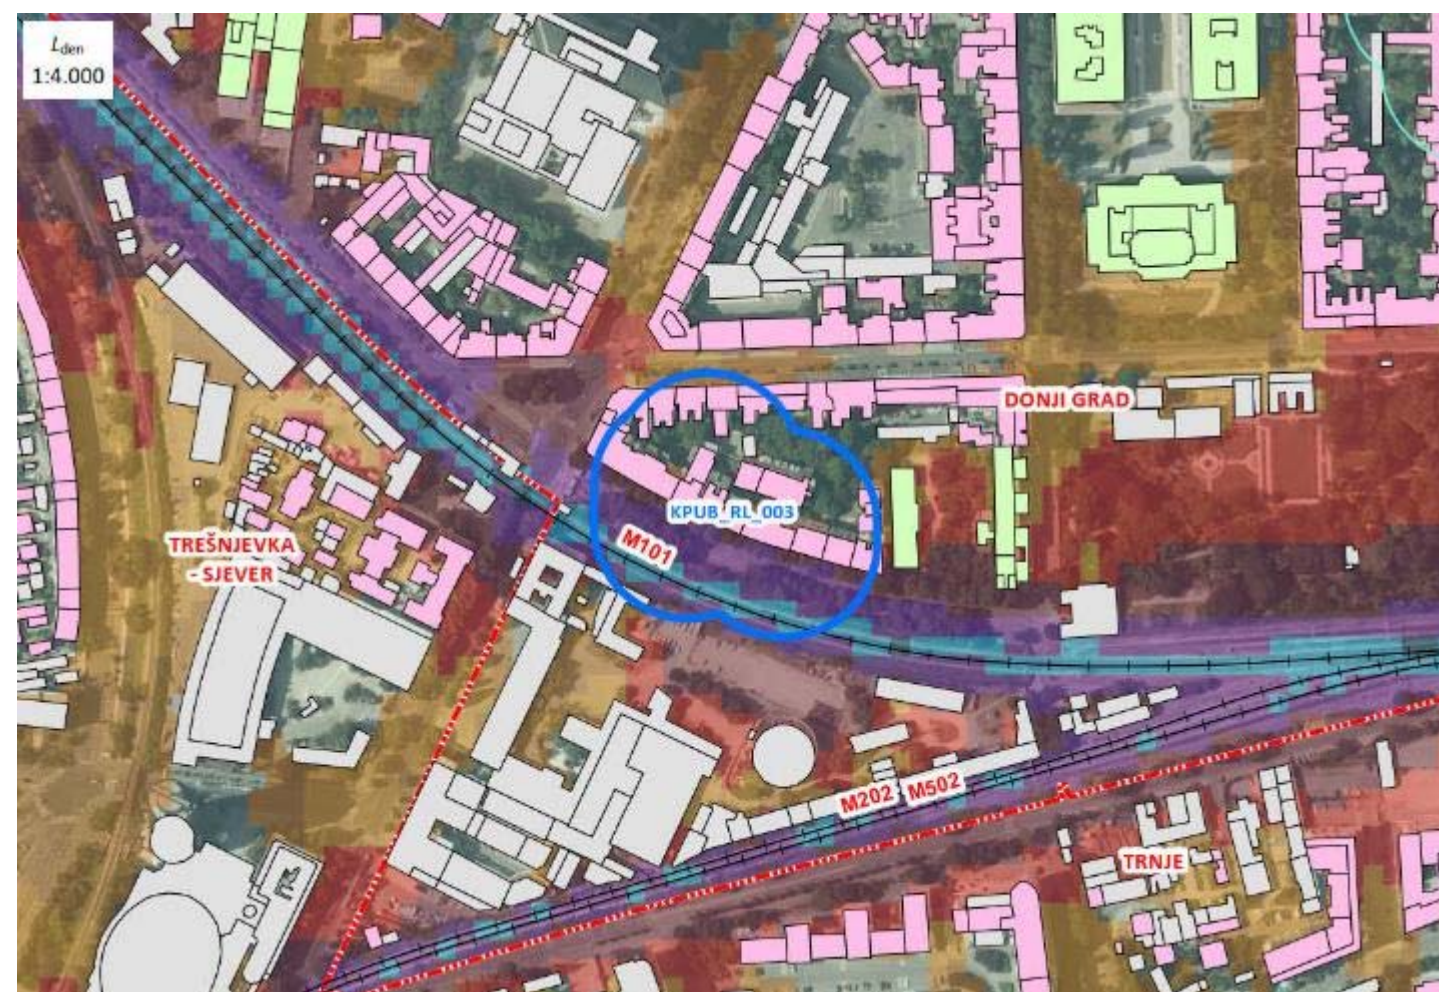 Lden
1:4.000
DONJI GRAD
KPUB_RL_003
M101
TREŠNJEVKA
- SJEVER
M202
M502
TRNJE